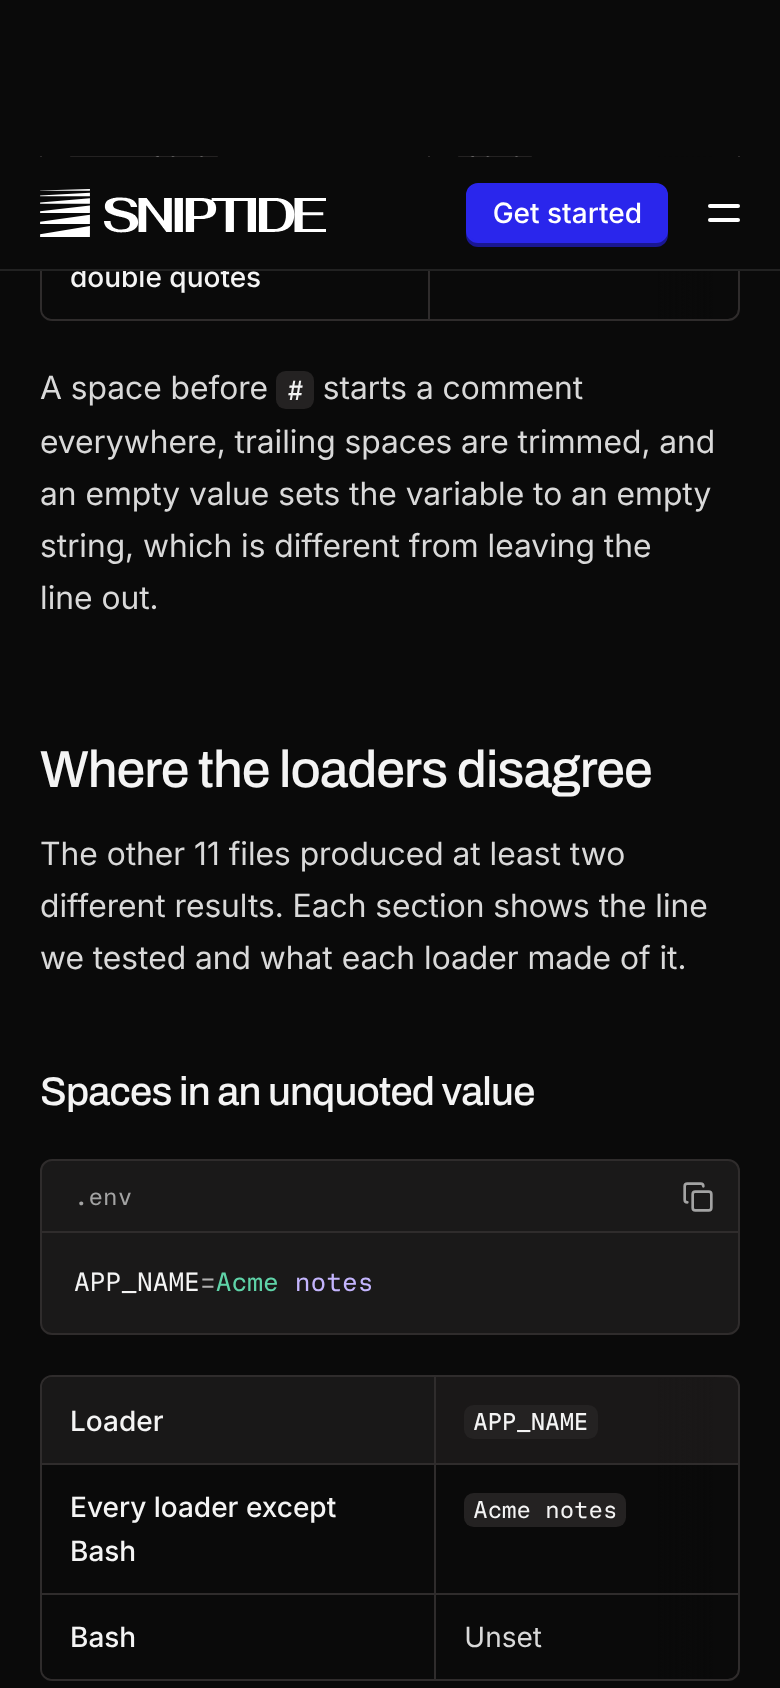 SNIPTIDE
Get started
double quotes
A space before # starts a comment
everywhere, trailing spaces are trimmed, and
an empty value sets the variable to an empty
string, which is different from leaving the
line out.
Where the loaders disagree
The other 11 files produced at least two
different results. Each section shows the line
we tested and what each loader made of it.
Spaces in an unquoted value
.env
APP_NAME=Acme notes
Loader
APP_NAME
Every loader except
Bash
Acme notes
Bash
Unset